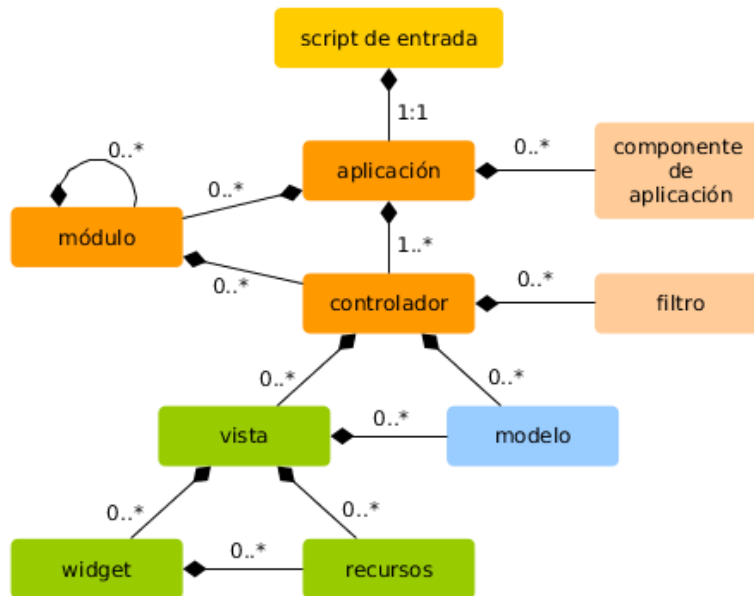 script de entrada
1:1
0..*
aplicación
0..*
componente
de
aplicación
0..*
módulo
1..*
0..*
controlador
0..*
filtro
0..*
0..*
vista
0..*
modelo
0..*
0..*
widget
0..*
recursos